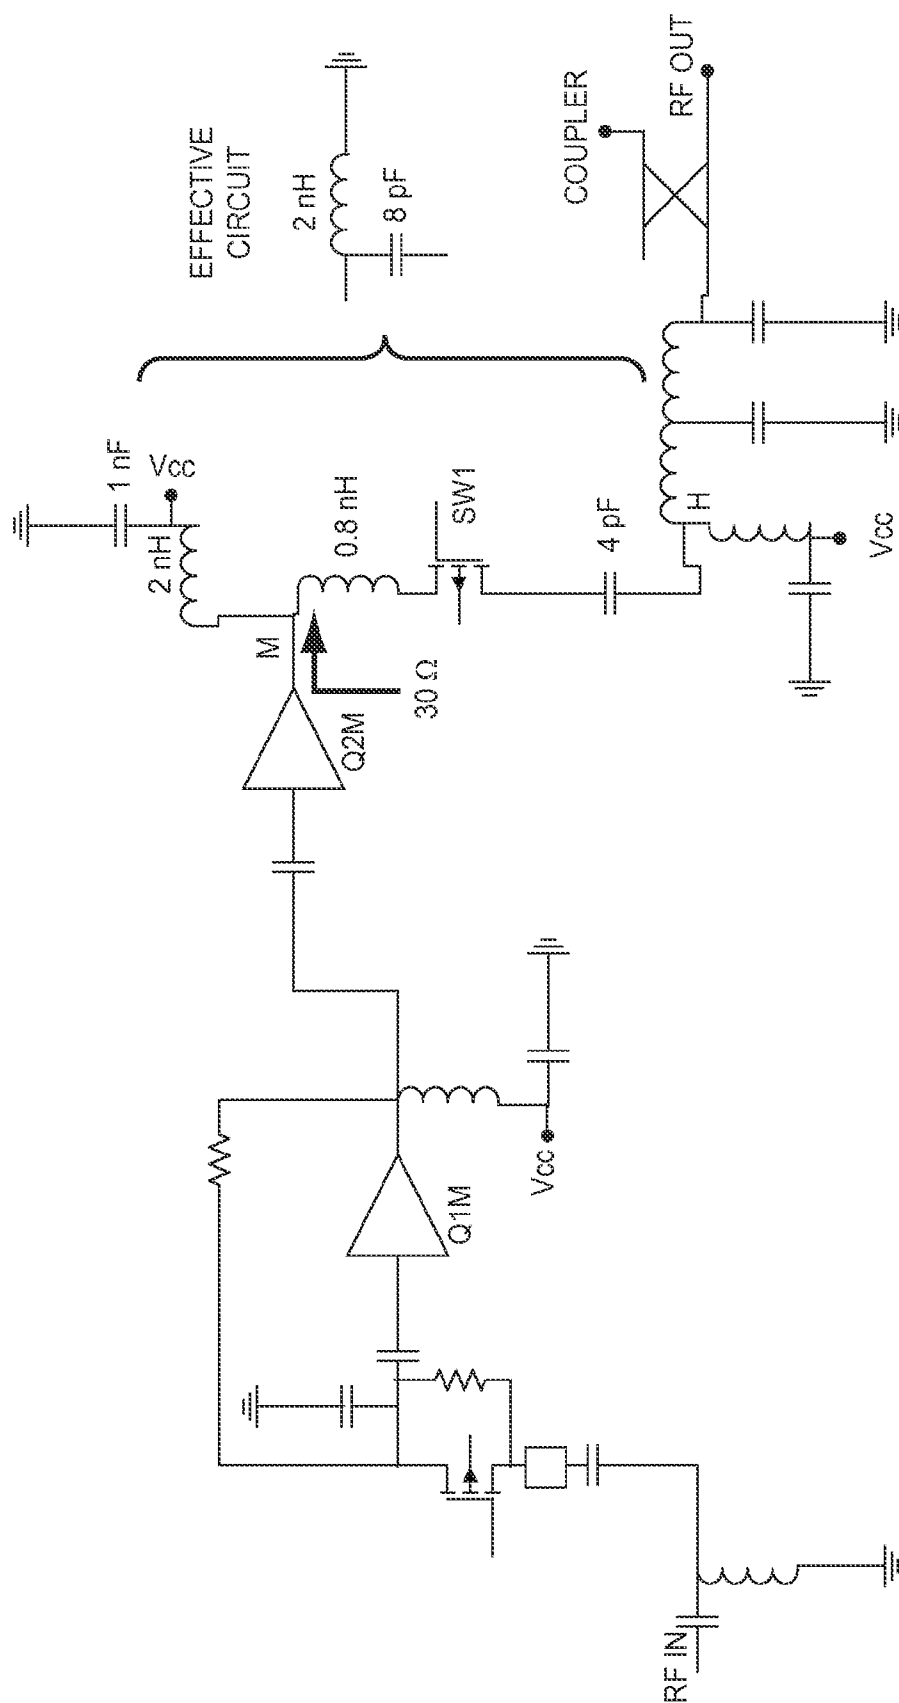 EFFECTIVE
CIRCUIT
2 nH
8 pF
COUPLER
RF OUT
1 nF
Vcc
2 nH
0.8 nH
SW1
4 pF
H
Vcc
M
30 Ω
Q2M
Q1M
Vcc
RF IN